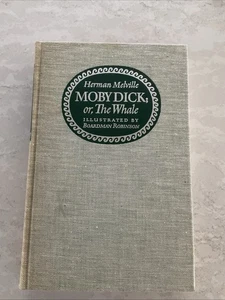 Herman Melville
MOBY DICK;
or, The Whale
ILLUSTRATED BY
BOARDMAN ROBINSON